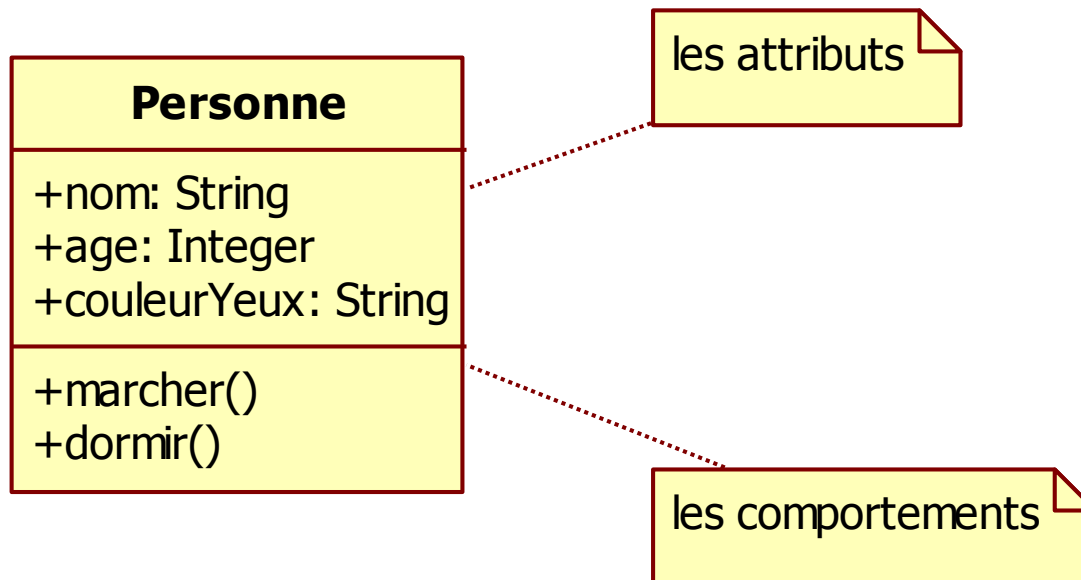 Personne
+nom: String
+age: Integer
+couleurYeux: String
+marcher()
+dormir()
les attributs
les comportements